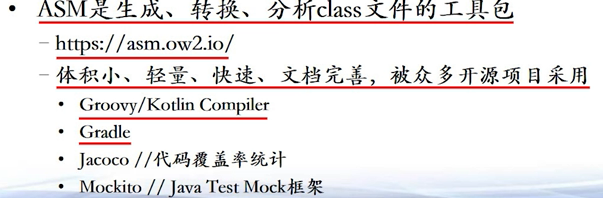 • ASM是生成、转换、分析class文件的工具包
– https://asm.ow2.io/
– 体积小、轻量、快速、文档完善，被众多开源项目采用
• Groovy/Kotlin Compiler
• Gradle
• Jacoco //代码覆盖率统计
• Mockito // Java Test Mock框架